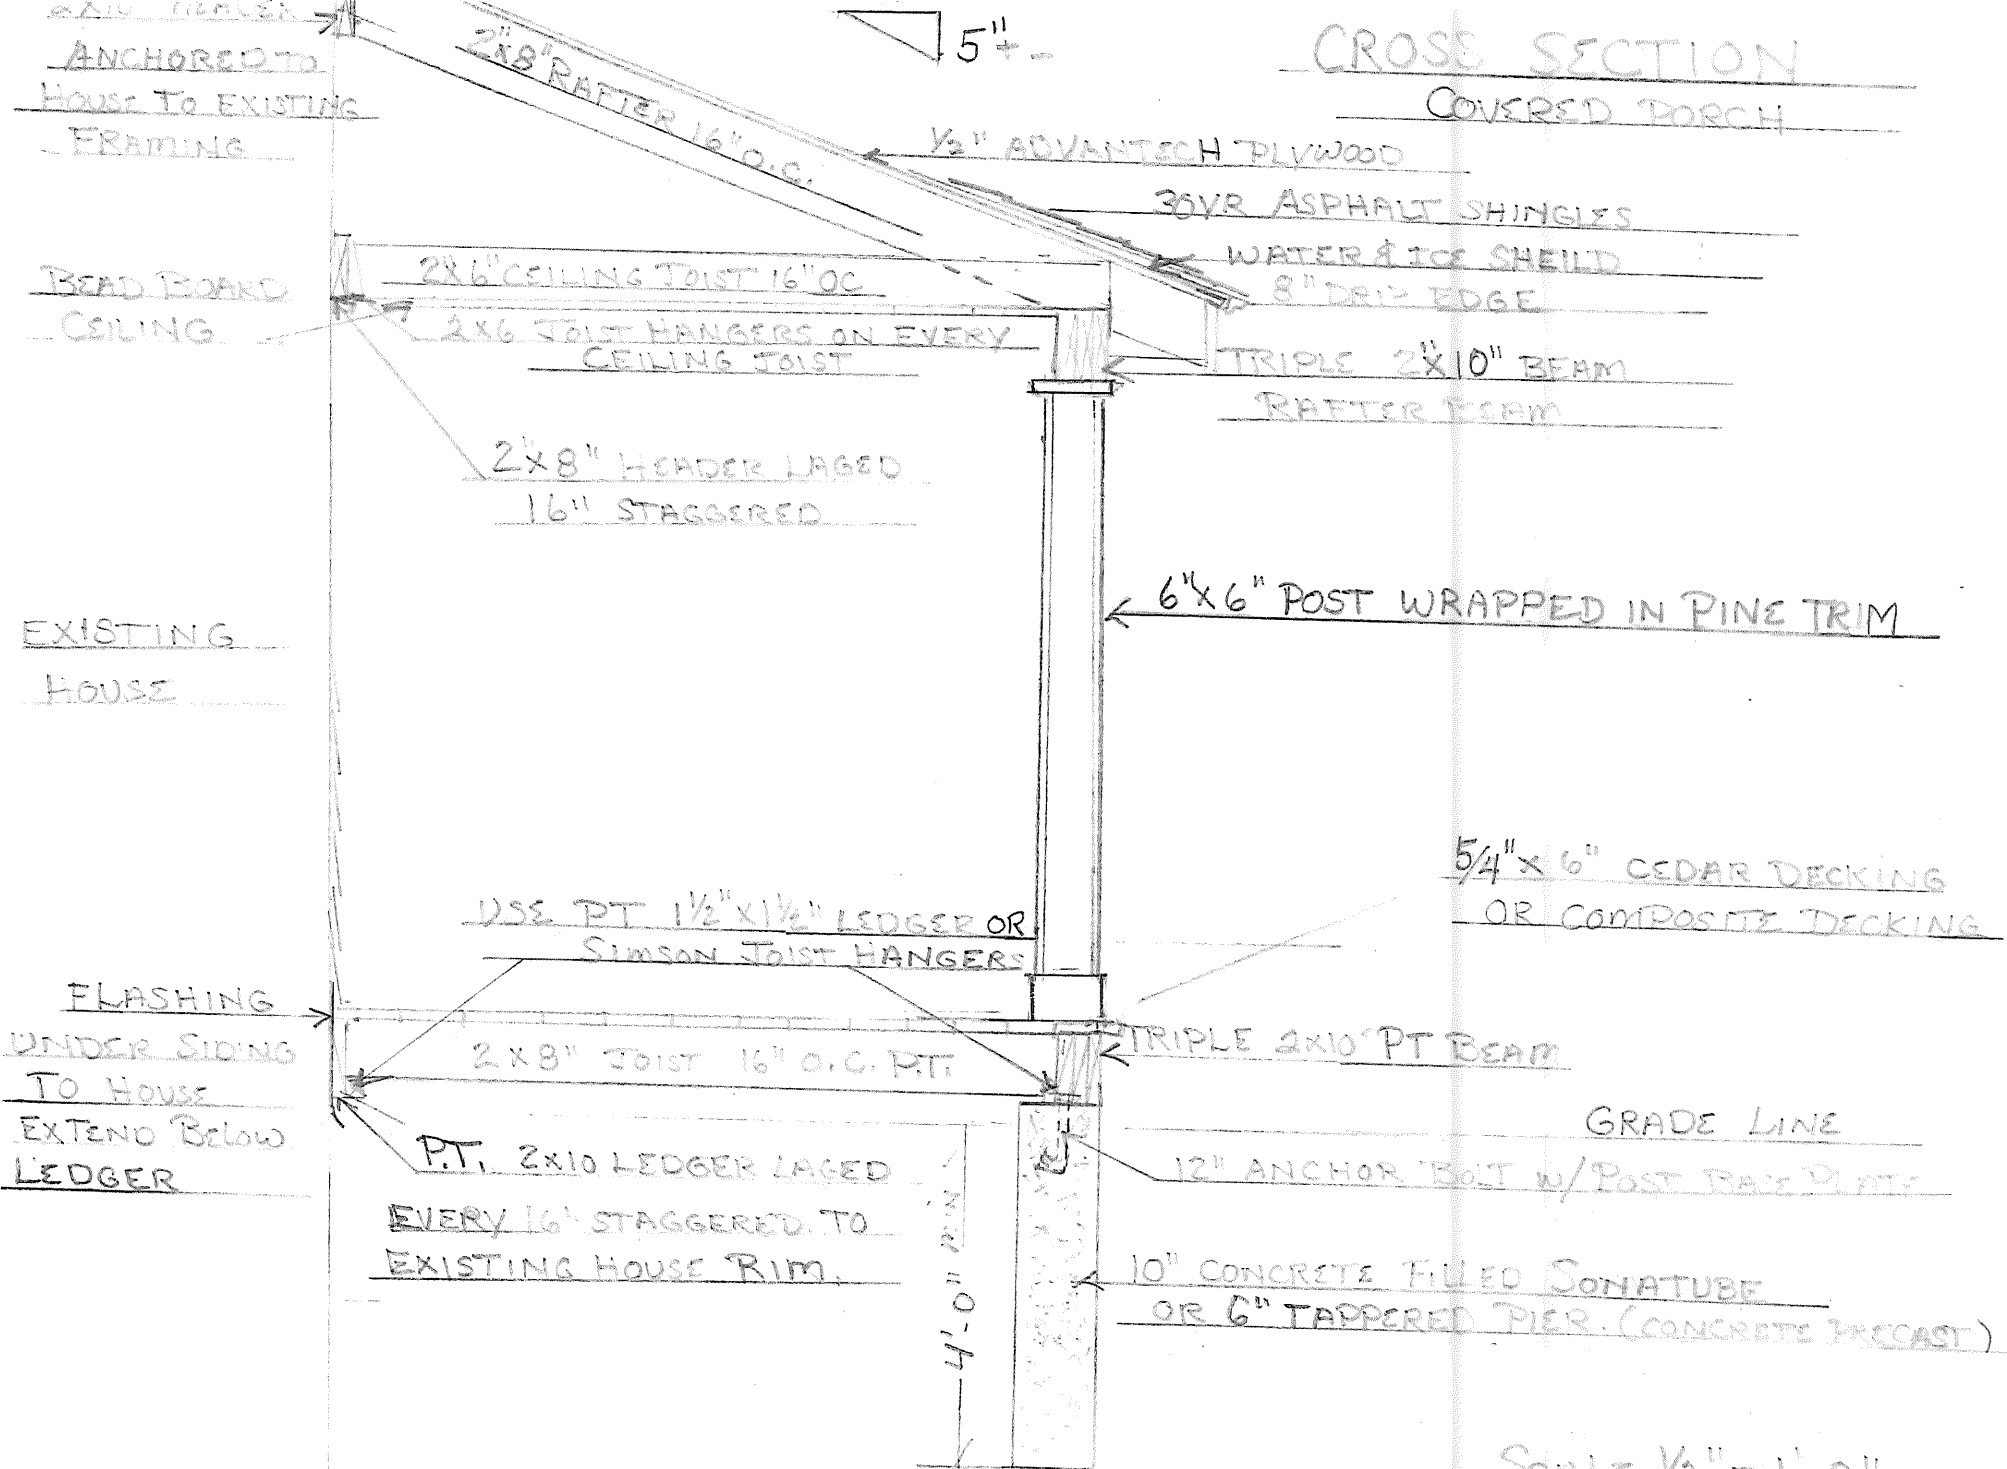 CROSS SECTION
COVERED PORCH
2X10 HEADER
ANCHORED TO
HOUSE TO EXISTING
FRAMING
2"X8" RAFTER 16" O.C.
5" + -
1/2" ADVANTECH PLYWOOD
30YR ASPHALT SHINGLES
WATER & ICE SHEILD
8" DRIP EDGE
BEAD BOARD
CEILING
2"X6" CEILING JOIST 16" OC
2X6 JOIST HANGERS ON EVERY
CEILING JOIST
TRIPLE 2"X10" BEAM
RAFTER BEAM
2"X8" HEADER LAGED
16" STAGGERED
6"X6" POST WRAPPED IN PINE TRIM
EXISTING
HOUSE
5/4" X 6" CEDAR DECKING
OR COMPOSITE DECKING
USE PT 1 1/2" X 1 1/2" LEDGER OR
SIMSON JOIST HANGERS
FLASHING
UNDER SIDING
TO HOUSE
EXTEND BELOW
LEDGER
2 X 8" JOIST 16" O.C. P.T.
TRIPLE 2X10 PT BEAM
GRADE LINE
12" ANCHOR BOLT W/ POST BASE PLATE
P.T. 2X10 LEDGER LAGED
EVERY 16" STAGGERED TO
EXISTING HOUSE RIM.
4'-0" MIN
10" CONCRETE FILLED SONATUBE
OR 6" TAPPERED PIER. (CONCRETE PRECAST)